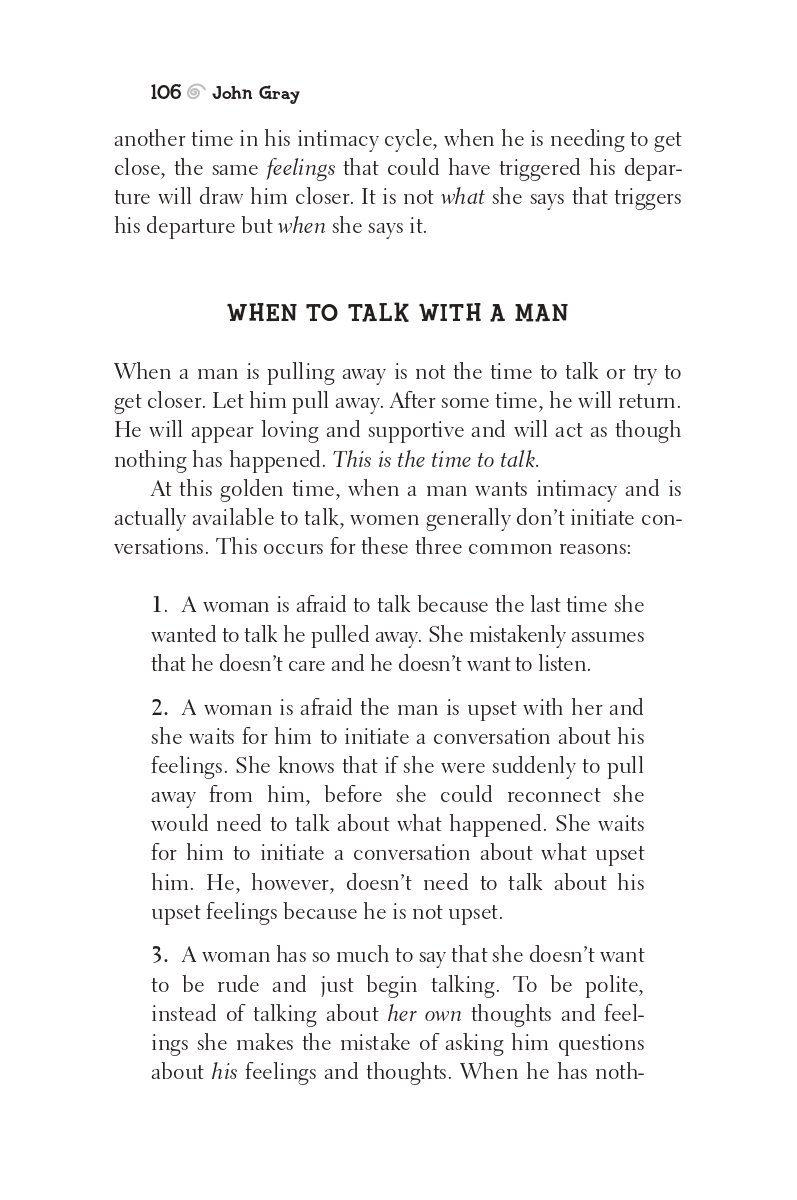 106 John Gray
another time in his intimacy cycle, when he is needing to get
close, the same feelings that could have triggered his depar-
ture will draw him closer. It is not what she says that triggers
his departure but when she says it.
WHEN TO TALK WITH A MAN
When a man is pulling away is not the time to talk or try to
get closer. Let him pull away. After some time, he will return.
He will appear loving and supportive and will act as though
nothing has happened. This is the time to talk.
At this golden time, when a man wants intimacy and is
actually available to talk, women generally don’t initiate con-
versations. This occurs for these three common reasons:
1. A woman is afraid to talk because the last time she
wanted to talk he pulled away. She mistakenly assumes
that he doesn’t care and he doesn’t want to listen.
2. A woman is afraid the man is upset with her and
she waits for him to initiate a conversation about his
feelings. She knows that if she were suddenly to pull
away from him, before she could reconnect she
would need to talk about what happened. She waits
for him to initiate a conversation about what upset
him. He, however, doesn’t need to talk about his
upset feelings because he is not upset.
3. A woman has so much to say that she doesn’t want
to be rude and just begin talking. To be polite,
instead of talking about her own thoughts and feel-
ings she makes the mistake of asking him questions
about his feelings and thoughts. When he has noth-